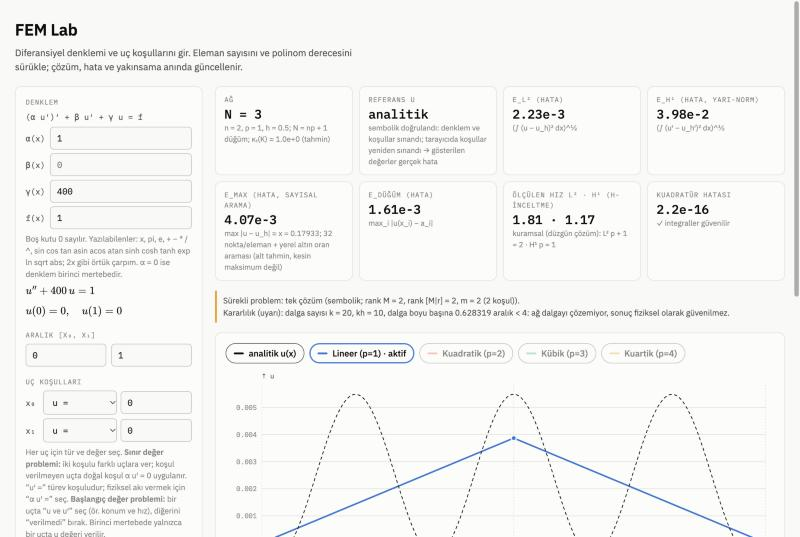 FEM Lab
Diferansiyel denklemi ve uç koşullarını gir. Eleman sayısını ve polinom derecesini
sürükle; çözüm, hata ve yakınsama anında güncellenir.
DENKLEM
(α u′)′ + β u′ + γ u = f
α(x) 1
β(x) 0
γ(x) 400
f(x) 1
Boş kutu 0 sayılır. Yazılabilenler: x, pi, e, + − * /
^, sin cos tan asin acos atan sinh cosh tanh exp
ln sqrt abs; 2x gibi örtük çarpım. α = 0 ise
denklem birinci mertebedir.
u″ + 400 u = 1
u(0) = 0, u(1) = 0
ARALIK [X₀, X₁]
0 1
UÇ KOŞULLARI
x₀ u = 0
x₁ u = 0
Her uç için tür ve değer seç. Sınır değer
problemi: iki koşulu farklı uçlara ver; koşul
verilmeyen uçta doğal koşul α u′ = 0 uygulanır.
"u′ =" türev koşuludur; fiziksel akı vermek için
"α u′ =" seç. Başlangıç değer problemi: bir
uçta "u ve u′" seç (ör. konum ve hız), diğerini
"verilmedi" bırak. Birinci mertebede yalnızca
bir uçta u değeri verilir.
AĞ
N = 3
n = 2, p = 1, h = 0.5; N = np + 1
düğüm; κ₁(K) = 1.0e+0 (tahmin)
REFERANS U
analitik
sembolik doğrulandı: denklem ve
koşullar sınandı; tarayıcıda koşullar
yeniden sınandı → gösterilen
değerler gerçek hata
E_L² (HATA)
2.23e-3
(∫ (u − u_h)² dx)^½
E_H¹ (HATA, YARI-NORM)
3.98e-2
(∫ (u′ − u_h′)² dx)^½
E_MAX (HATA, SAYISAL
ARAMA)
4.07e-3
max |u − u_h| ≈ x = 0.17933; 32
nokta/eleman + yerel altın oran
araması (alt tahmin, kesin
maksimum değil)
E_DÜĞÜM (HATA)
1.61e-3
max_i |u(x_i) − a_i|
ÖLÇÜLEN HIZ L² · H¹ (H-
İNCELTME)
1.81 · 1.17
kuramsal (düzgün çözüm): L² p + 1
= 2 · H¹ p = 1
KUADRATÜR HATASI
2.2e-16
✓ integraller güvenilir
Sürekli problem: tek çözüm (sembolik; rank M = 2, rank [M|r] = 2, m = 2 (2 koşul)).
Kararlılık (uyarı): dalga sayısı k = 20, kh = 10, dalga boyu başına 0.628319 aralık < 4: ağ dalgayı çözemiyor, sonuç fiziksel olarak güvenilmez.
analitik u(x) Lineer (p=1) · aktif Kuadratik (p=2) Kübik (p=3) Kuartik (p=4)
↑ u
0.005
0.004
0.003
0.002
0.001